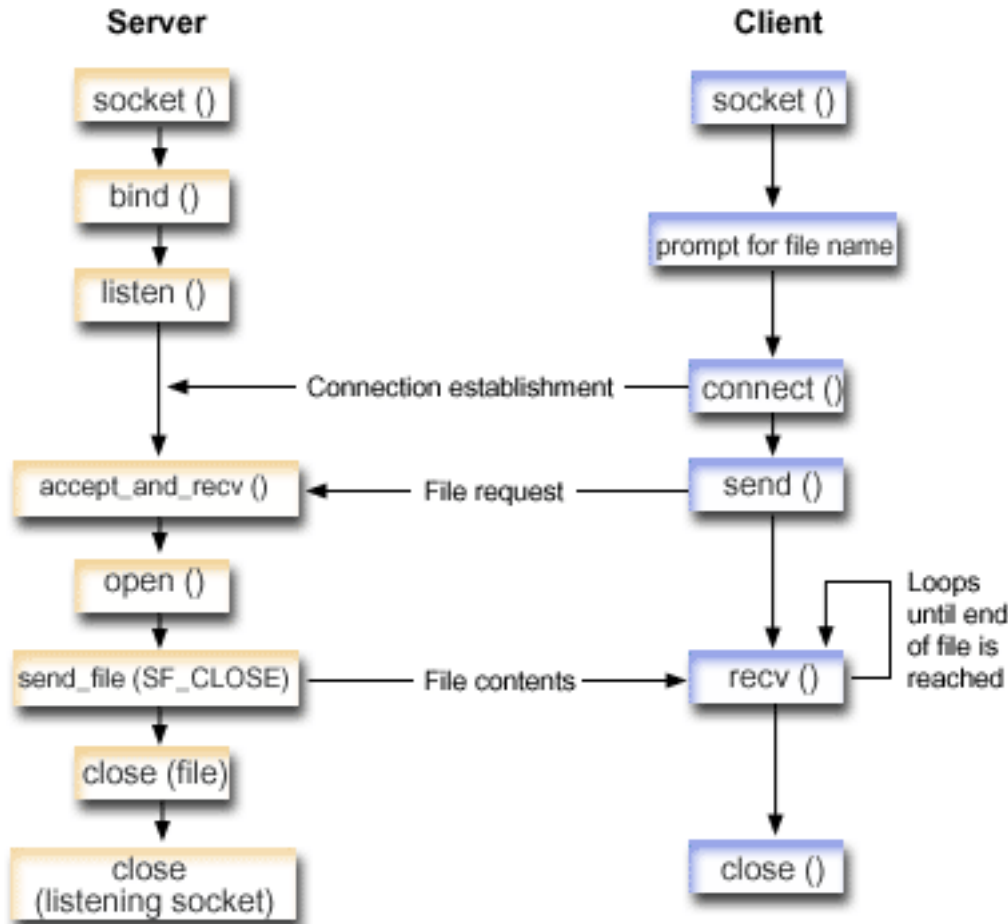 Server
Client
socket ()
socket ()
bind ()
prompt for file name
listen ()
Connection establishment
connect ()
accept_and_recv ()
File request
send ()
open ()
Loops
until end
of file is
reached
send_file (SF_CLOSE)
File contents
recv ()
close (file)
close
(listening socket)
close ()